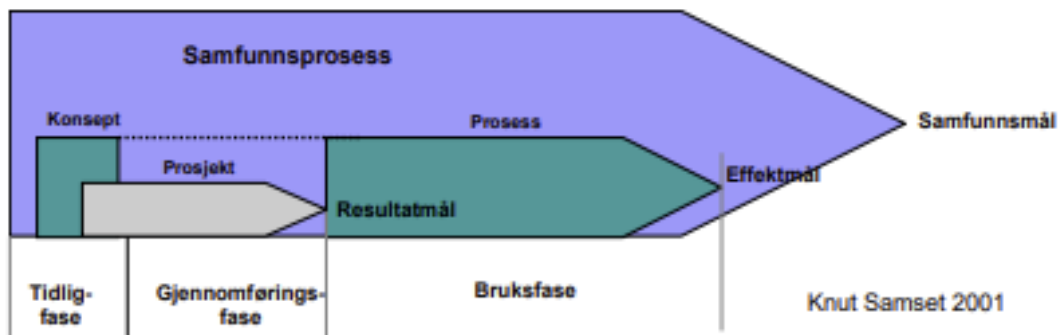 Samfunnsprosess
Konsept
Prosess
Samfunnsmål
Prosjekt
Effektmål
Resultatmål
Tidlig-
fase
Gjennomførings-
fase
Bruksfase
Knut Samset 2001